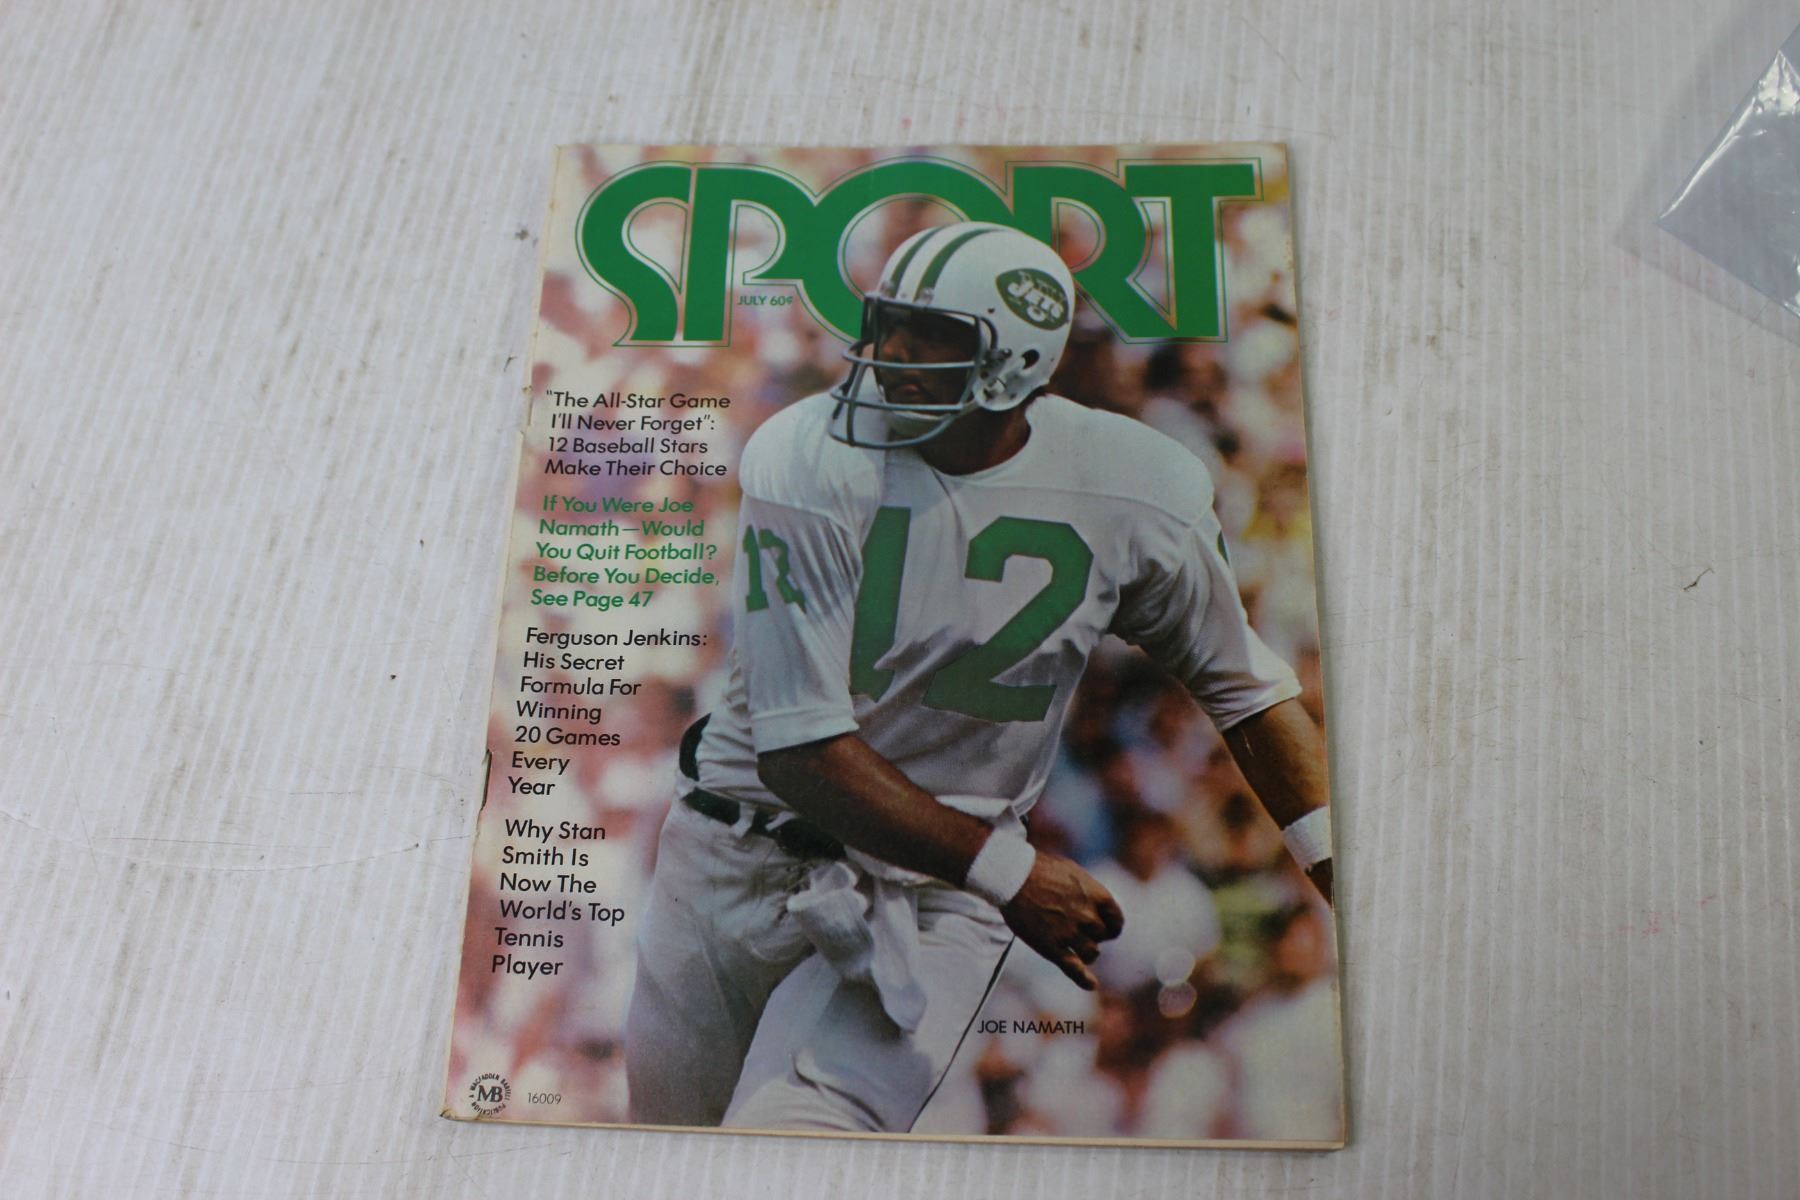 SPORT
JULY 60¢
JETS
"The All-Star Game
I'll Never Forget":
12 Baseball Stars
Make Their Choice
If You Were Joe
Namath—Would
You Quit Football?
Before You Decide,
See Page 47
Ferguson Jenkins:
His Secret
Formula For
Winning
20 Games
Every
Year
Why Stan
Smith Is
Now The
World's Top
Tennis
Player
12
12
JOE NAMATH
A MACFADDEN BARTELL PUBLICATION
MB
16009